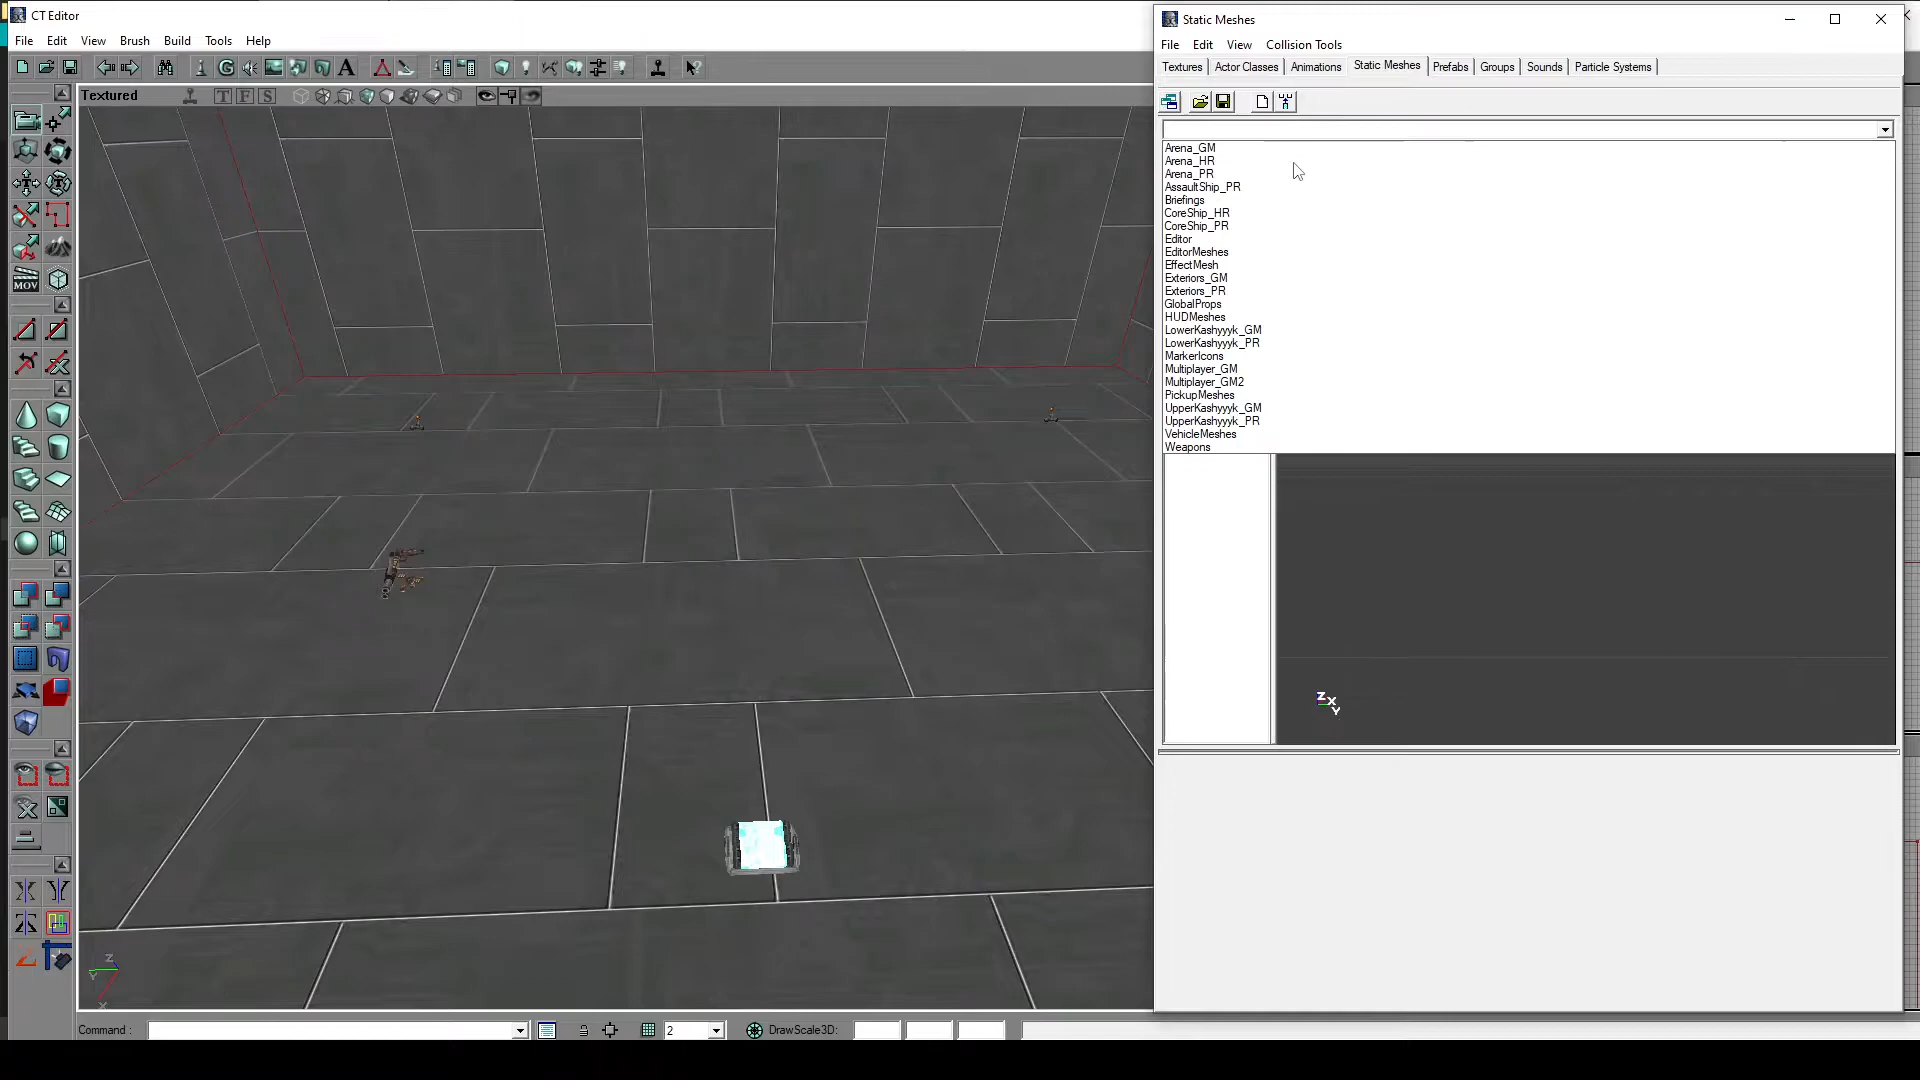 CT Editor
File Edit View Brush Build Tools Help
Textured
T F S
MOV
Z
Y
X
Command :
2
DrawScale3D:
Static Meshes
File Edit View Collision Tools
Textures Actor Classes Animations Static Meshes Prefabs Groups Sounds Particle Systems
Arena_GM
Arena_HR
Arena_PR
AssaultShip_PR
Briefings
CoreShip_HR
CoreShip_PR
Editor
EditorMeshes
EffectMesh
Exteriors_GM
Exteriors_PR
GlobalProps
HUDMeshes
LowerKashyyyk_GM
LowerKashyyyk_PR
MarkerIcons
Multiplayer_GM
Multiplayer_GM2
PickupMeshes
UpperKashyyyk_GM
UpperKashyyyk_PR
VehicleMeshes
Weapons
Z X
Y